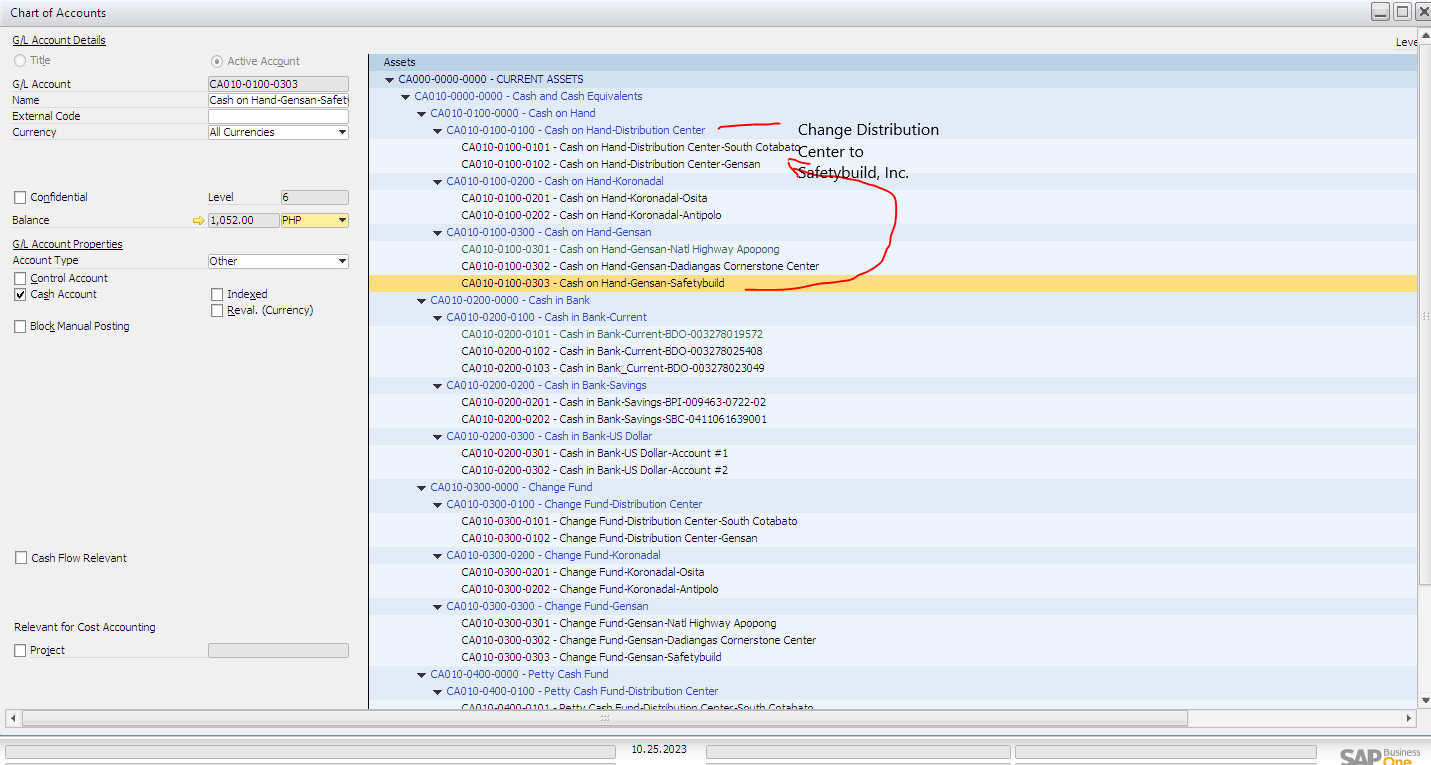 Chart of Accounts
G/L Account Details
Title
Active Account
G/L Account
CA010-0100-0303
Name
Cash on Hand-Gensan-Safety
External Code
Currency
All Currencies
Confidential
Level
6
Balance
1,052.00
PHP
G/L Account Properties
Account Type
Other
Control Account
Cash Account
Indexed
Reval. (Currency)
Block Manual Posting
Cash Flow Relevant
Relevant for Cost Accounting
Project
Leve
Assets
CA000-0000-0000 - CURRENT ASSETS
CA010-0000-0000 - Cash and Cash Equivalents
CA010-0100-0000 - Cash on Hand
CA010-0100-0100 - Cash on Hand-Distribution Center
CA010-0100-0101 - Cash on Hand-Distribution Center-South Cotabato
CA010-0100-0102 - Cash on Hand-Distribution Center-Gensan
CA010-0100-0200 - Cash on Hand-Koronadal
CA010-0100-0201 - Cash on Hand-Koronadal-Osita
CA010-0100-0202 - Cash on Hand-Koronadal-Antipolo
CA010-0100-0300 - Cash on Hand-Gensan
CA010-0100-0301 - Cash on Hand-Gensan-Natl Highway Apopong
CA010-0100-0302 - Cash on Hand-Gensan-Dadiangas Cornerstone Center
CA010-0100-0303 - Cash on Hand-Gensan-Safetybuild
CA010-0200-0000 - Cash in Bank
CA010-0200-0100 - Cash in Bank-Current
CA010-0200-0101 - Cash in Bank-Current-BDO-003278019572
CA010-0200-0102 - Cash in Bank-Current-BDO-003278025408
CA010-0200-0103 - Cash in Bank_Current-BDO-003278023049
CA010-0200-0200 - Cash in Bank-Savings
CA010-0200-0201 - Cash in Bank-Savings-BPI-009463-0722-02
CA010-0200-0202 - Cash in Bank-Savings-SBC-0411061639001
CA010-0200-0300 - Cash in Bank-US Dollar
CA010-0200-0301 - Cash in Bank-US Dollar-Account #1
CA010-0200-0302 - Cash in Bank-US Dollar-Account #2
CA010-0300-0000 - Change Fund
CA010-0300-0100 - Change Fund-Distribution Center
CA010-0300-0101 - Change Fund-Distribution Center-South Cotabato
CA010-0300-0102 - Change Fund-Distribution Center-Gensan
CA010-0300-0200 - Change Fund-Koronadal
CA010-0300-0201 - Change Fund-Koronadal-Osita
CA010-0300-0202 - Change Fund-Koronadal-Antipolo
CA010-0300-0300 - Change Fund-Gensan
CA010-0300-0301 - Change Fund-Gensan-Natl Highway Apopong
CA010-0300-0302 - Change Fund-Gensan-Dadiangas Cornerstone Center
CA010-0300-0303 - Change Fund-Gensan-Safetybuild
CA010-0400-0000 - Petty Cash Fund
CA010-0400-0100 - Petty Cash Fund-Distribution Center
CA010-0400-0101 - Petty Cash Fund-Distribution Center-South Cotabato
Change Distribution
Center to
Safetybuild, Inc.
10.25.2023
SAP Business
One